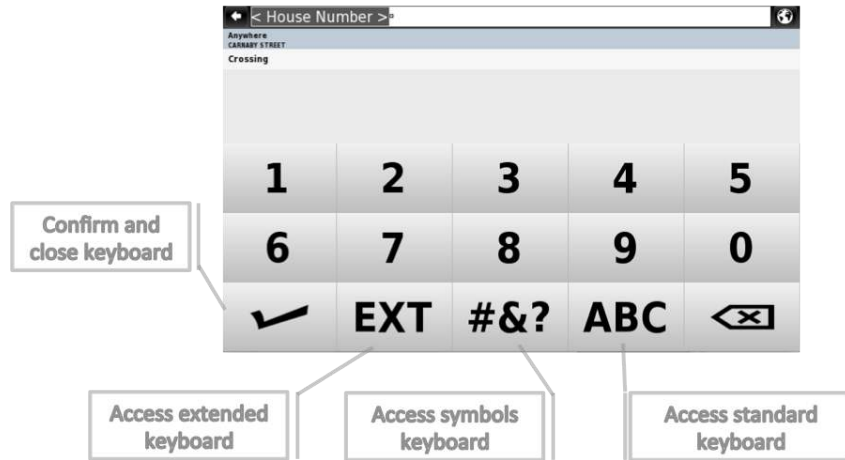 < House Number >
Anywhere
CARNABY STREET
Crossing
1 2 3 4 5
Confirm and
close keyboard
6 7 8 9 0
EXT #&? ABC
Access extended
keyboard
Access symbols
keyboard
Access standard
keyboard